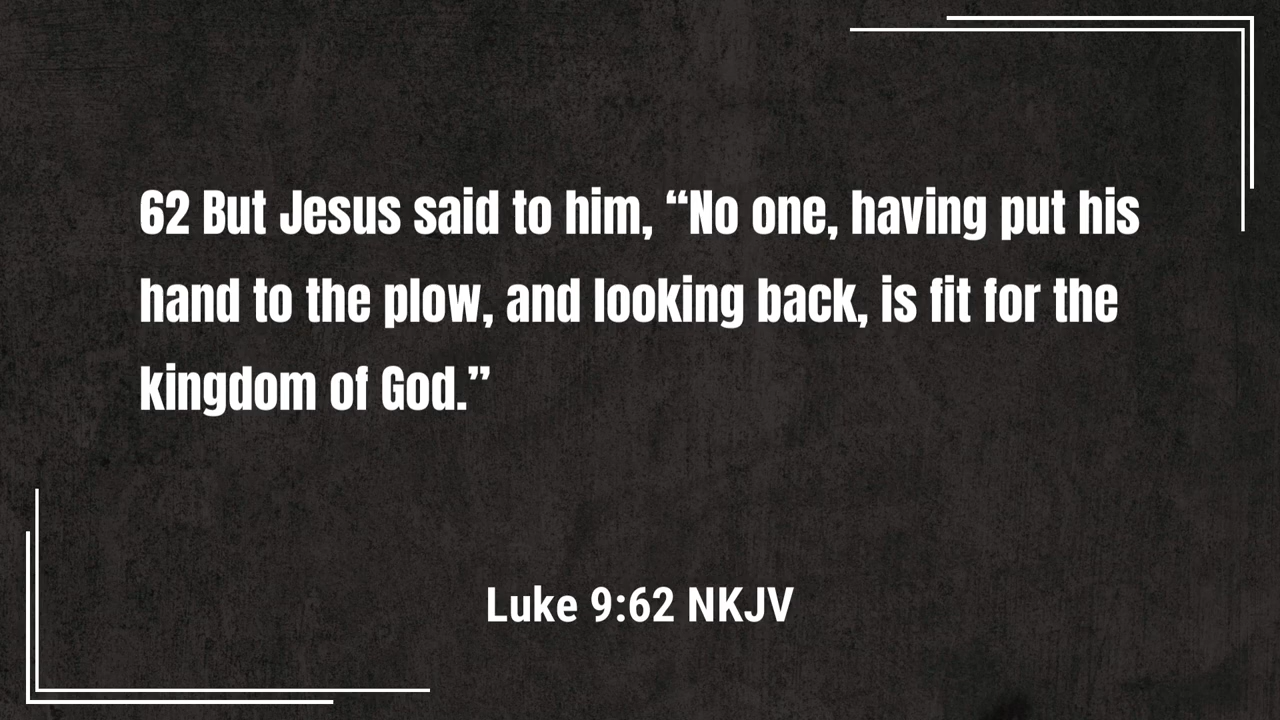 62 But Jesus said to him, “No one, having put his
hand to the plow, and looking back, is fit for the
kingdom of God.”
Luke 9:62 NKJV